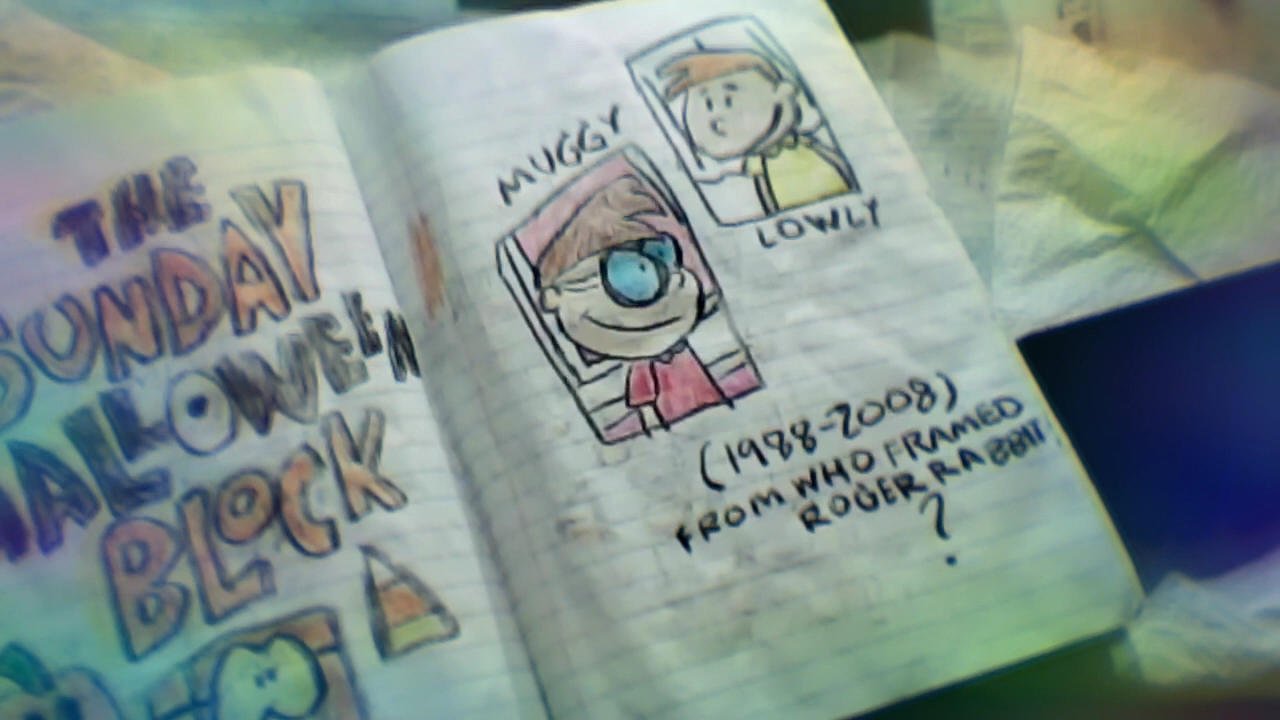 THE
SUNDAY
HALLOWEEN
BLOCK
MUGGY
LOWLY
(1988-2008)
FROM WHO FRAMED
ROGER RABBIT
?